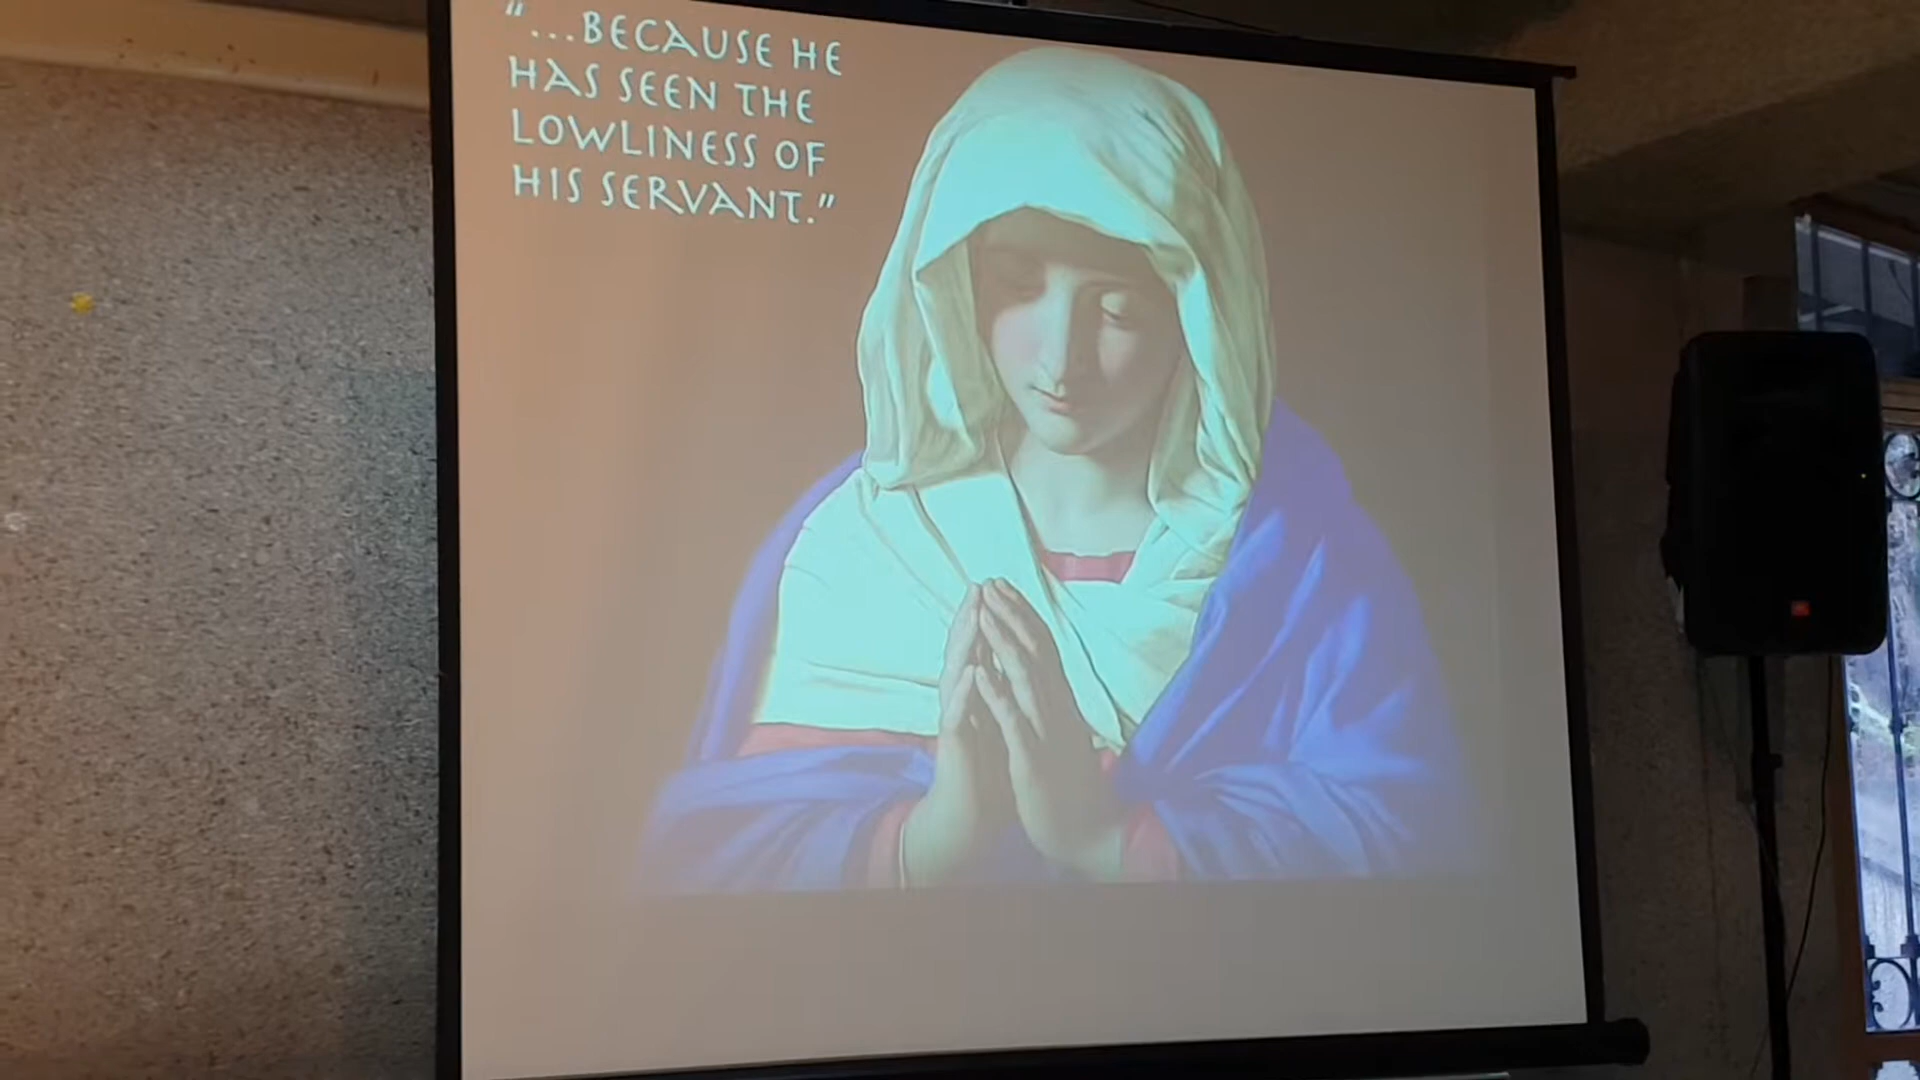 “...BECAUSE HE
HAS SEEN THE
LOWLINESS OF
HIS SERVANT.”